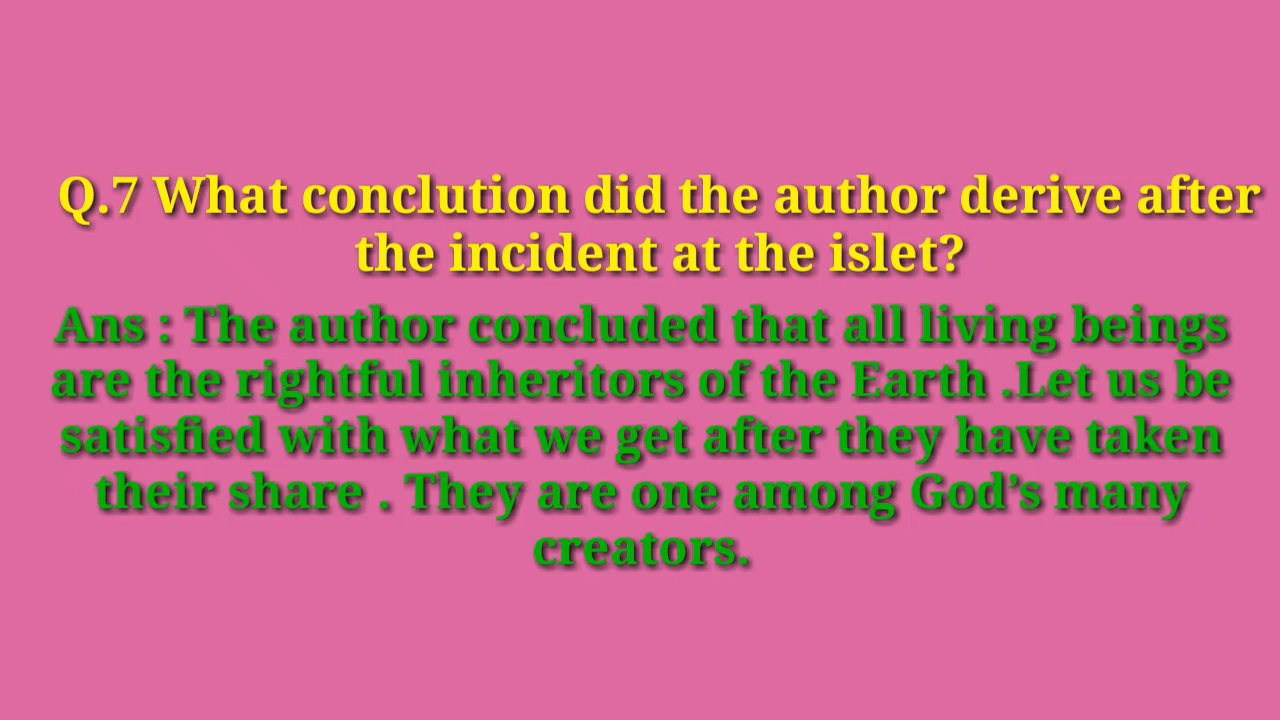 Q.7 What conclution did the author derive after
the incident at the islet?
Ans : The author concluded that all living beings
are the rightful inheritors of the Earth .Let us be
satisfied with what we get after they have taken
their share . They are one among God’s many
creators.